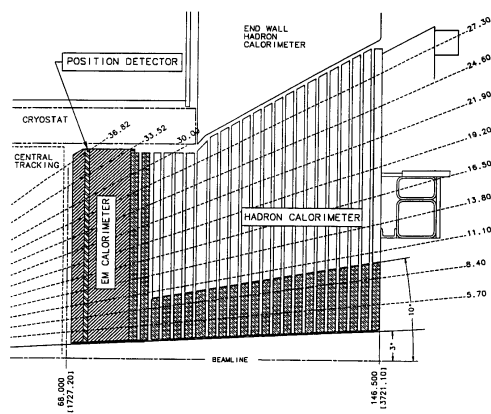 END WALL
HADRON
CALORIMETER
27.30
POSITION DETECTOR
24.60
21.90
CRYOSTAT
36.82
33.52
30.00
19.20
CENTRAL
TRACKING
16.50
13.80
EM CALORIMETER
HADRON CALORIMETER
11.10
8.40
5.70
10°
3°
BEAMLINE
68.000
[1727.20]
146.500
[3721.10]